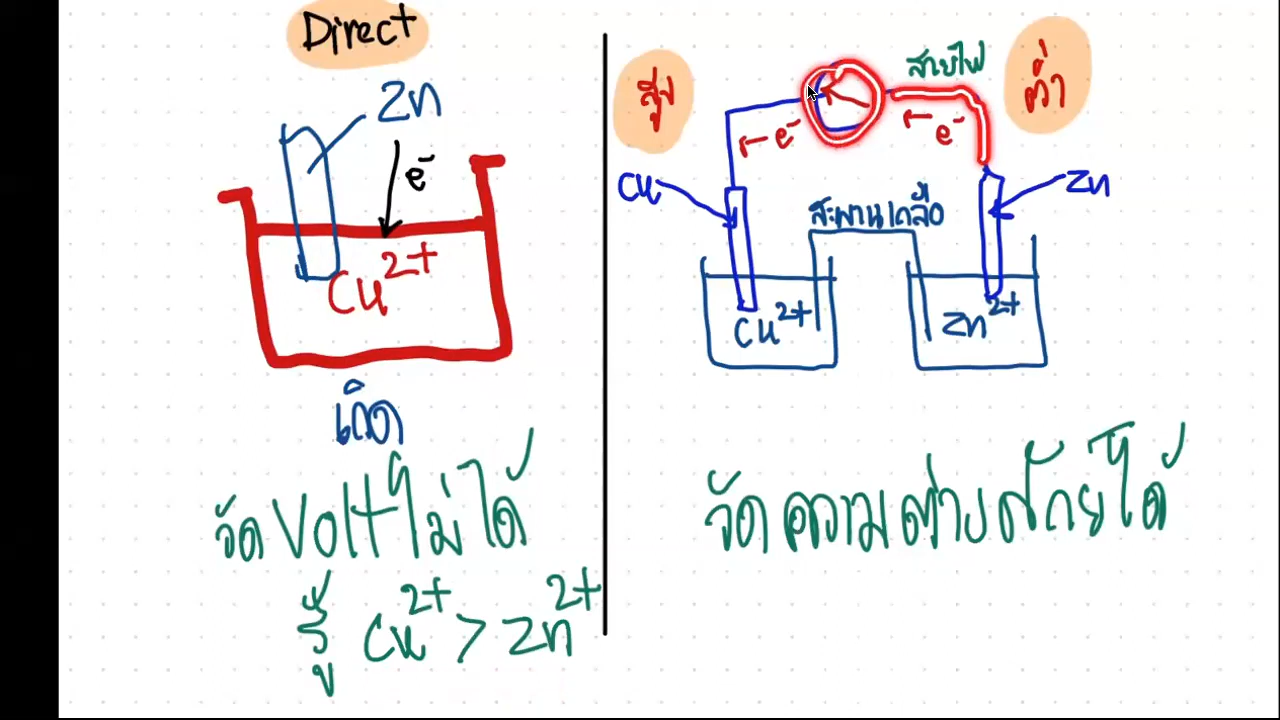 Direct
Zn
e⁻
Cu²⁺
เกิด
วัด Volt ไม่ได้
รู้ Cu²⁺ > Zn²⁺
สูง
สายไฟ
ต่ำ
← e⁻
← e⁻
Cu
Zn
สะพานเกลือ
Cu²⁺
Zn²⁺
วัดความต่างศักย์ได้